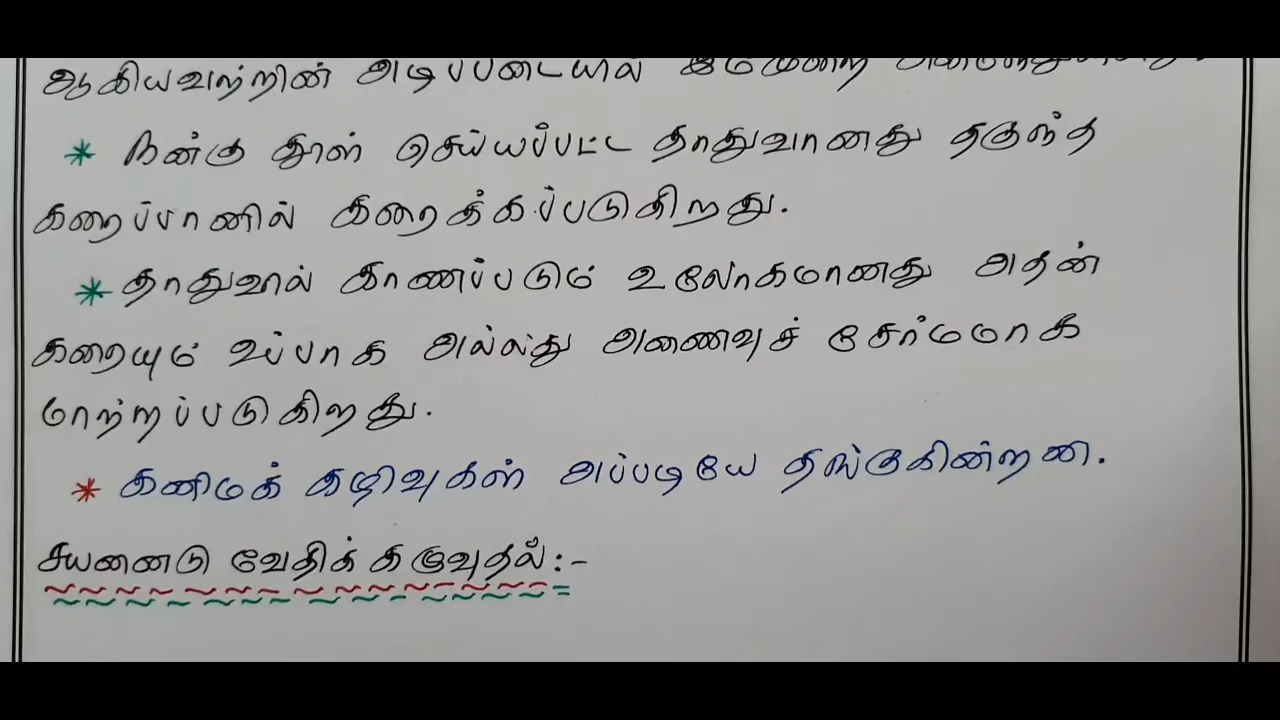 ஆகியவற்றின் அடிப்படையில் இம்முறை
* நன்கு தூள் செய்யப்பட்ட தாதுவானது தகுந்த
கரைப்பானில் கரைக்கப்படுகிறது.
* தாதுவில் காணப்படும் உலோகமானது அதன்
கரையும் உப்பாக அல்லது அணைவுச் சேர்மமாக
மாற்றப்படுகிறது.
* கனிமக் கழிவுகள் அப்படியே தங்குகின்றன.
சயனைடு வேதிக் கழுவுதல்:-